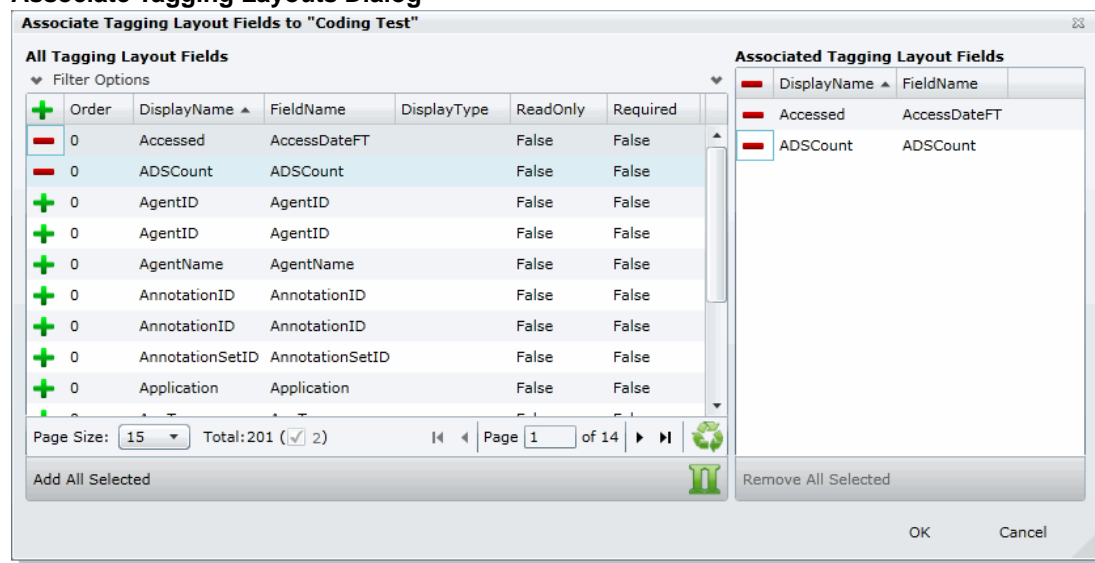 Associate Tagging Layouts Dialog
Associate Tagging Layout Fields to "Coding Test"
All Tagging Layout Fields
Filter Options
Order DisplayName FieldName DisplayType ReadOnly Required
0 Accessed AccessDateFT False False
0 ADSCount ADSCount False False
0 AgentID AgentID False False
0 AgentID AgentID False False
0 AgentName AgentName False False
0 AnnotationID AnnotationID False False
0 AnnotationID AnnotationID False False
0 AnnotationSetID AnnotationSetID False False
0 Application Application False False
Page Size: 15 Total:201 (2) Page 1 of 14
Add All Selected
Associated Tagging Layout Fields
DisplayName FieldName
Accessed AccessDateFT
ADSCount ADSCount
Remove All Selected
OK Cancel